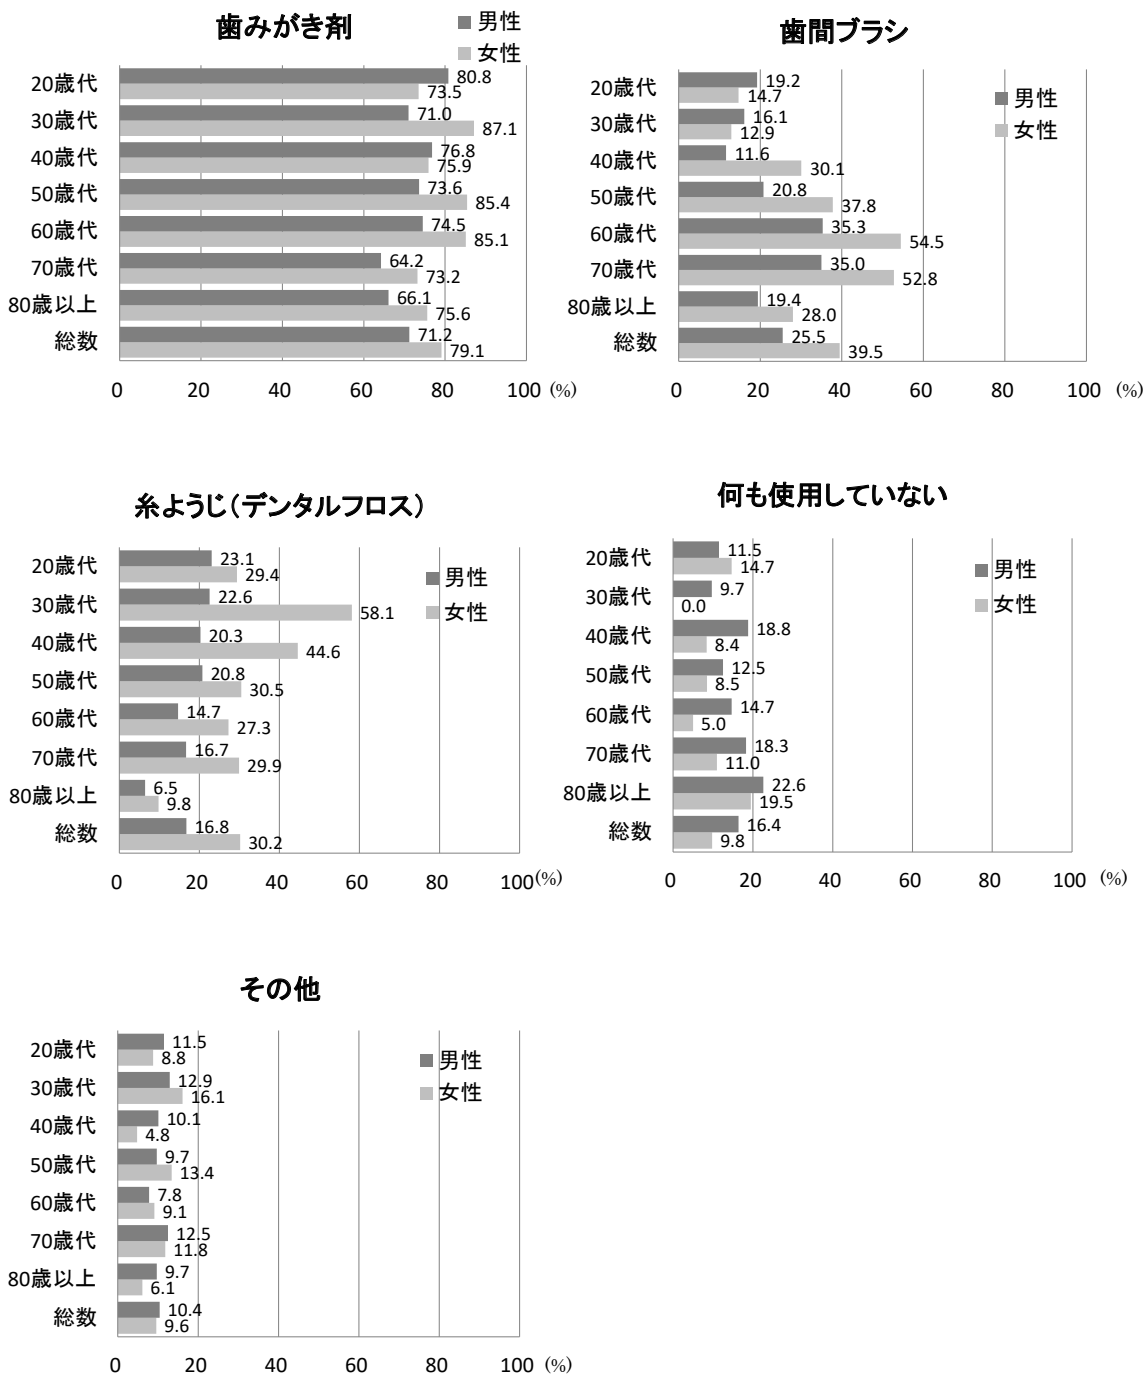 歯みがき剤
男性
女性
20歳代 80.8
73.5
30歳代 71.0
87.1
40歳代 76.8
75.9
50歳代 73.6
85.4
60歳代 74.5
85.1
70歳代 64.2
73.2
80歳以上 66.1
75.6
総数 71.2
79.1
0 20 40 60 80 100 (%)
歯間ブラシ
男性
女性
20歳代 19.2
14.7
30歳代 16.1
12.9
40歳代 11.6
30.1
50歳代 20.8
37.8
60歳代 35.3
54.5
70歳代 35.0
52.8
80歳以上 19.4
28.0
総数 25.5
39.5
0 20 40 60 80 100 (%)
糸ようじ（デンタルフロス）
男性
女性
20歳代 23.1
29.4
30歳代 22.6
58.1
40歳代 20.3
44.6
50歳代 20.8
30.5
60歳代 14.7
27.3
70歳代 16.7
29.9
80歳以上 6.5
9.8
総数 16.8
30.2
0 20 40 60 80 100 (%)
何も使用していない
男性
女性
20歳代 11.5
14.7
30歳代 9.7
0.0
40歳代 18.8
8.4
50歳代 12.5
8.5
60歳代 14.7
5.0
70歳代 18.3
11.0
80歳以上 22.6
19.5
総数 16.4
9.8
0 20 40 60 80 100 (%)
その他
男性
女性
20歳代 11.5
8.8
30歳代 12.9
16.1
40歳代 10.1
4.8
50歳代 9.7
13.4
60歳代 7.8
9.1
70歳代 12.5
11.8
80歳以上 9.7
6.1
総数 10.4
9.6
0 20 40 60 80 100 (%)